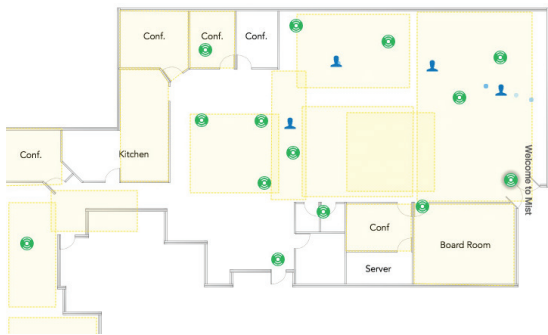 Conf.
Conf.
Conf.
Conf.
Kitchen
Welcome to Mist
Conf
Board Room
Server